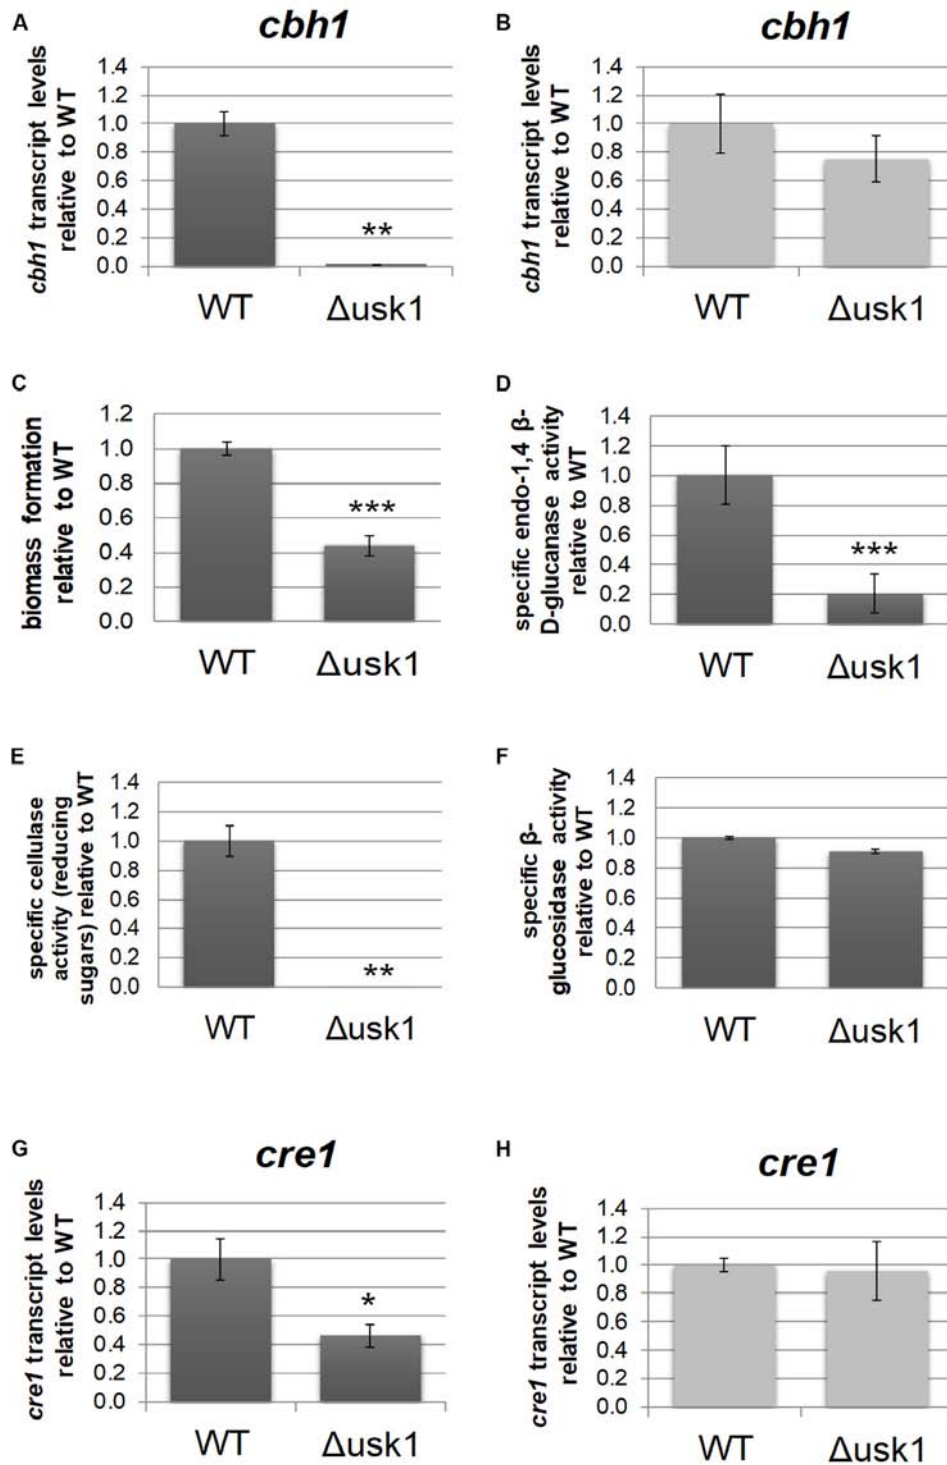 A
cbh1
cbh1 transcript levels
relative to WT
1.4
1.2
1.0
0.8
0.6
0.4
0.2
0.0
**
WT Δusk1
B
cbh1
cbh1 transcript levels
relative to WT
1.4
1.2
1.0
0.8
0.6
0.4
0.2
0.0
WT Δusk1
C
biomass formation
relative to WT
1.2
1.0
0.8
0.6
0.4
0.2
0.0
***
WT Δusk1
D
specific endo-1,4 β-
D-glucanase activity
relative to WT
1.4
1.2
1.0
0.8
0.6
0.4
0.2
0.0
***
WT Δusk1
E
specific cellulase
activity (reducing
sugars) relative to WT
1.4
1.2
1.0
0.8
0.6
0.4
0.2
0.0
**
WT Δusk1
F
specific β-
glucosidase activity
relative to WT
1.4
1.2
1.0
0.8
0.6
0.4
0.2
0.0
WT Δusk1
G
cre1
cre1 transcript levels
relative to WT
1.4
1.2
1.0
0.8
0.6
0.4
0.2
0.0
*
WT Δusk1
H
cre1
cre1 transcript levels
relative to WT
1.4
1.2
1.0
0.8
0.6
0.4
0.2
0.0
WT Δusk1